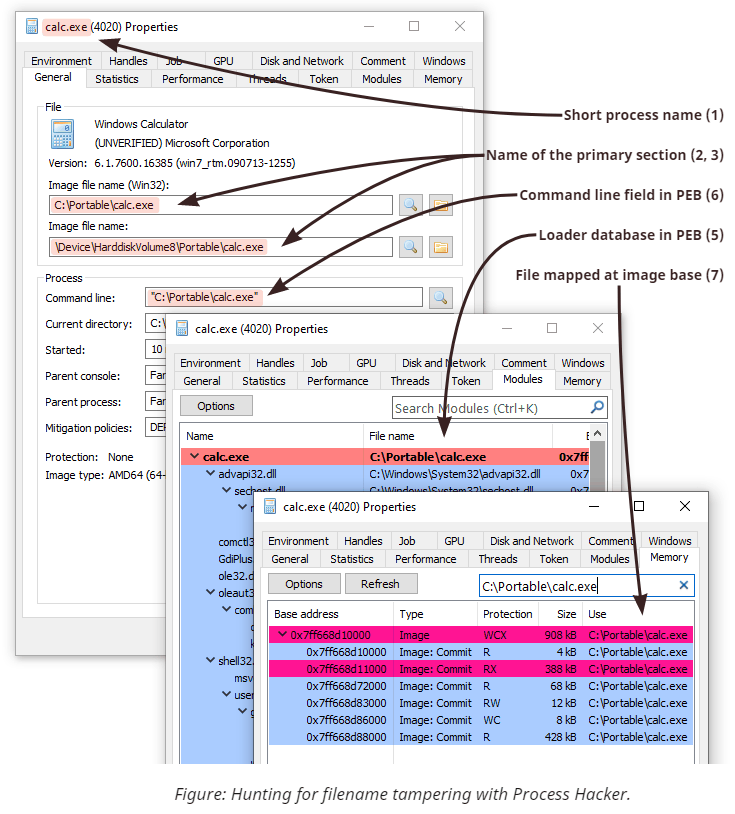 calc.exe (4020) Properties
Environment Handles Job GPU Disk and Network Comment Windows
General Statistics Performance Threads Token Modules Memory
File
Windows Calculator
(UNVERIFIED) Microsoft Corporation
Version: 6.1.7600.16385 (win7_rtm.090713-1255)
Image file name (Win32):
C:\Portable\calc.exe
Image file name:
\Device\HarddiskVolume8\Portable\calc.exe
Process
Command line: "C:\Portable\calc.exe"
Current directory: C:\
Started: 10
Parent console: Far
Parent process: Far
Mitigation policies: DEP
Protection: None
Image type: AMD64 (64-
Short process name (1)
Name of the primary section (2, 3)
Command line field in PEB (6)
Loader database in PEB (5)
File mapped at image base (7)
calc.exe (4020) Properties
Environment Handles Job GPU Disk and Network Comment Windows
General Statistics Performance Threads Token Modules Memory
Options Search Modules (Ctrl+K)
Name File name
calc.exe C:\Portable\calc.exe 0x7ff
advapi32.dll C:\Windows\System32\advapi32.dll 0x7
sechost.dll C:\Windows\System32\sechost.dll 0x7
comctl3
GdiPlus
ole32.d
oleaut3
com
shell32.
msv
user
calc.exe (4020) Properties
Environment Handles Job GPU Disk and Network Comment Windows
General Statistics Performance Threads Token Modules Memory
Options Refresh C:\Portable\calc.exe
Base address Type Protection Size Use
0x7ff668d10000 Image WCX 908 kB C:\Portable\calc.exe
0x7ff668d10000 Image: Commit R 4 kB C:\Portable\calc.exe
0x7ff668d11000 Image: Commit RX 388 kB C:\Portable\calc.exe
0x7ff668d72000 Image: Commit R 68 kB C:\Portable\calc.exe
0x7ff668d83000 Image: Commit RW 12 kB C:\Portable\calc.exe
0x7ff668d86000 Image: Commit WC 8 kB C:\Portable\calc.exe
0x7ff668d88000 Image: Commit R 428 kB C:\Portable\calc.exe
Figure: Hunting for filename tampering with Process Hacker.